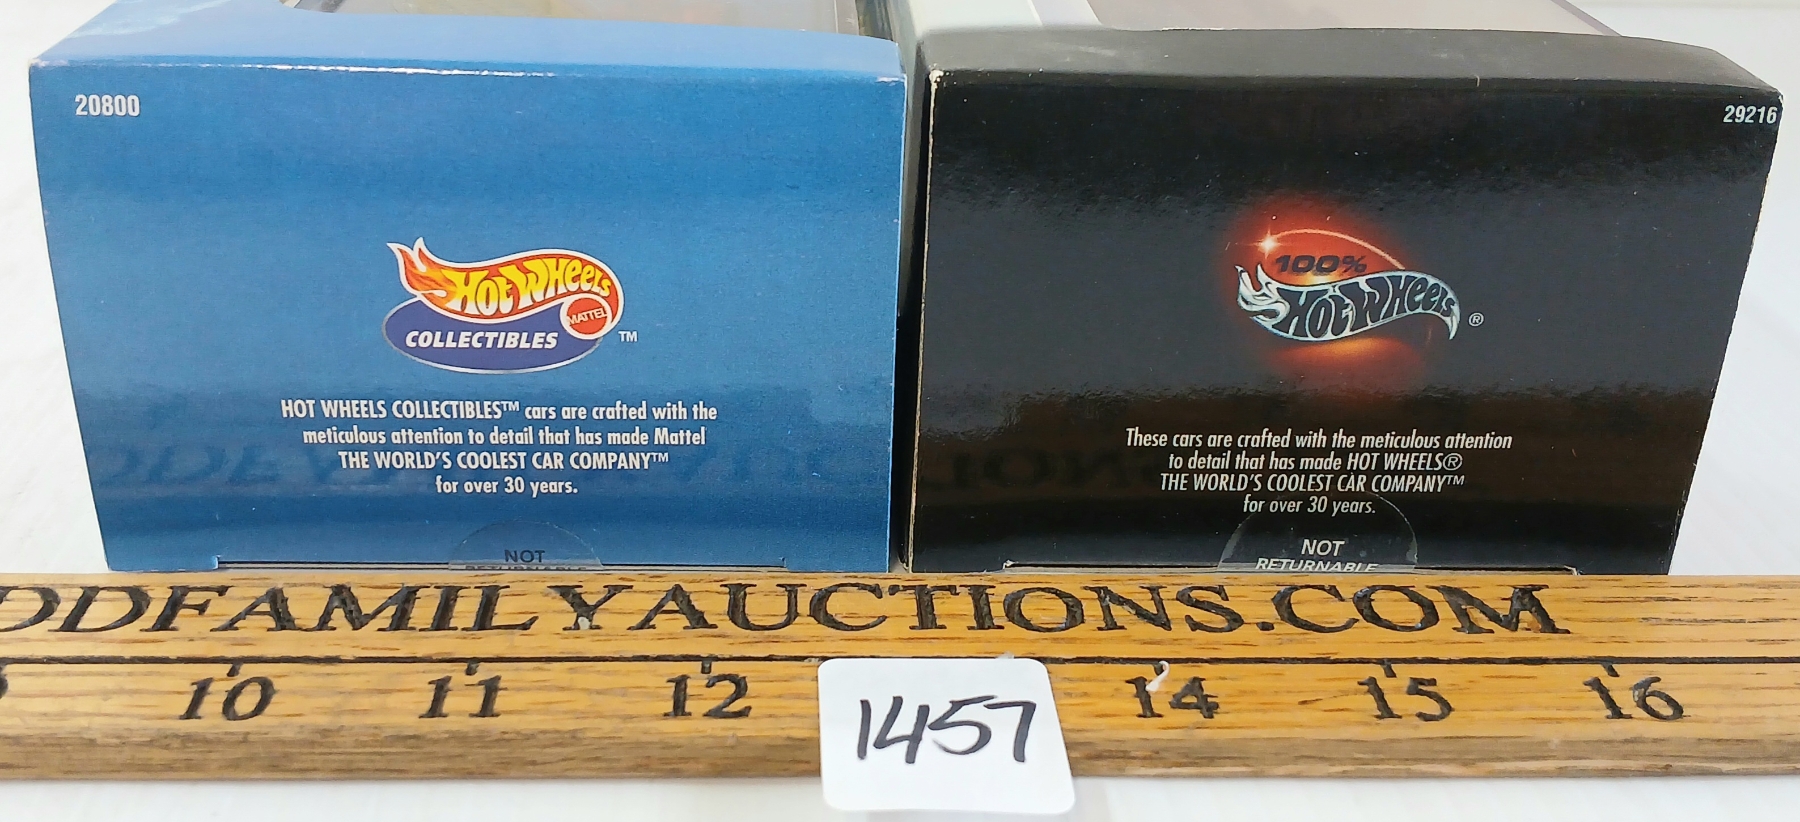 20800
HOT WHEELS
MATTEL
COLLECTIBLES ™
HOT WHEELS COLLECTIBLES™ cars are crafted with the
meticulous attention to detail that has made Mattel
THE WORLD'S COOLEST CAR COMPANY™
for over 30 years.
NOT
RETURNABLE
29216
100%
HOT WHEELS ®
These cars are crafted with the meticulous attention
to detail that has made HOT WHEELS®
THE WORLD'S COOLEST CAR COMPANY™
for over 30 years.
NOT
RETURNABLE
DDFAMILYAUCTIONS.COM
10 11 12 14 15 16
1457